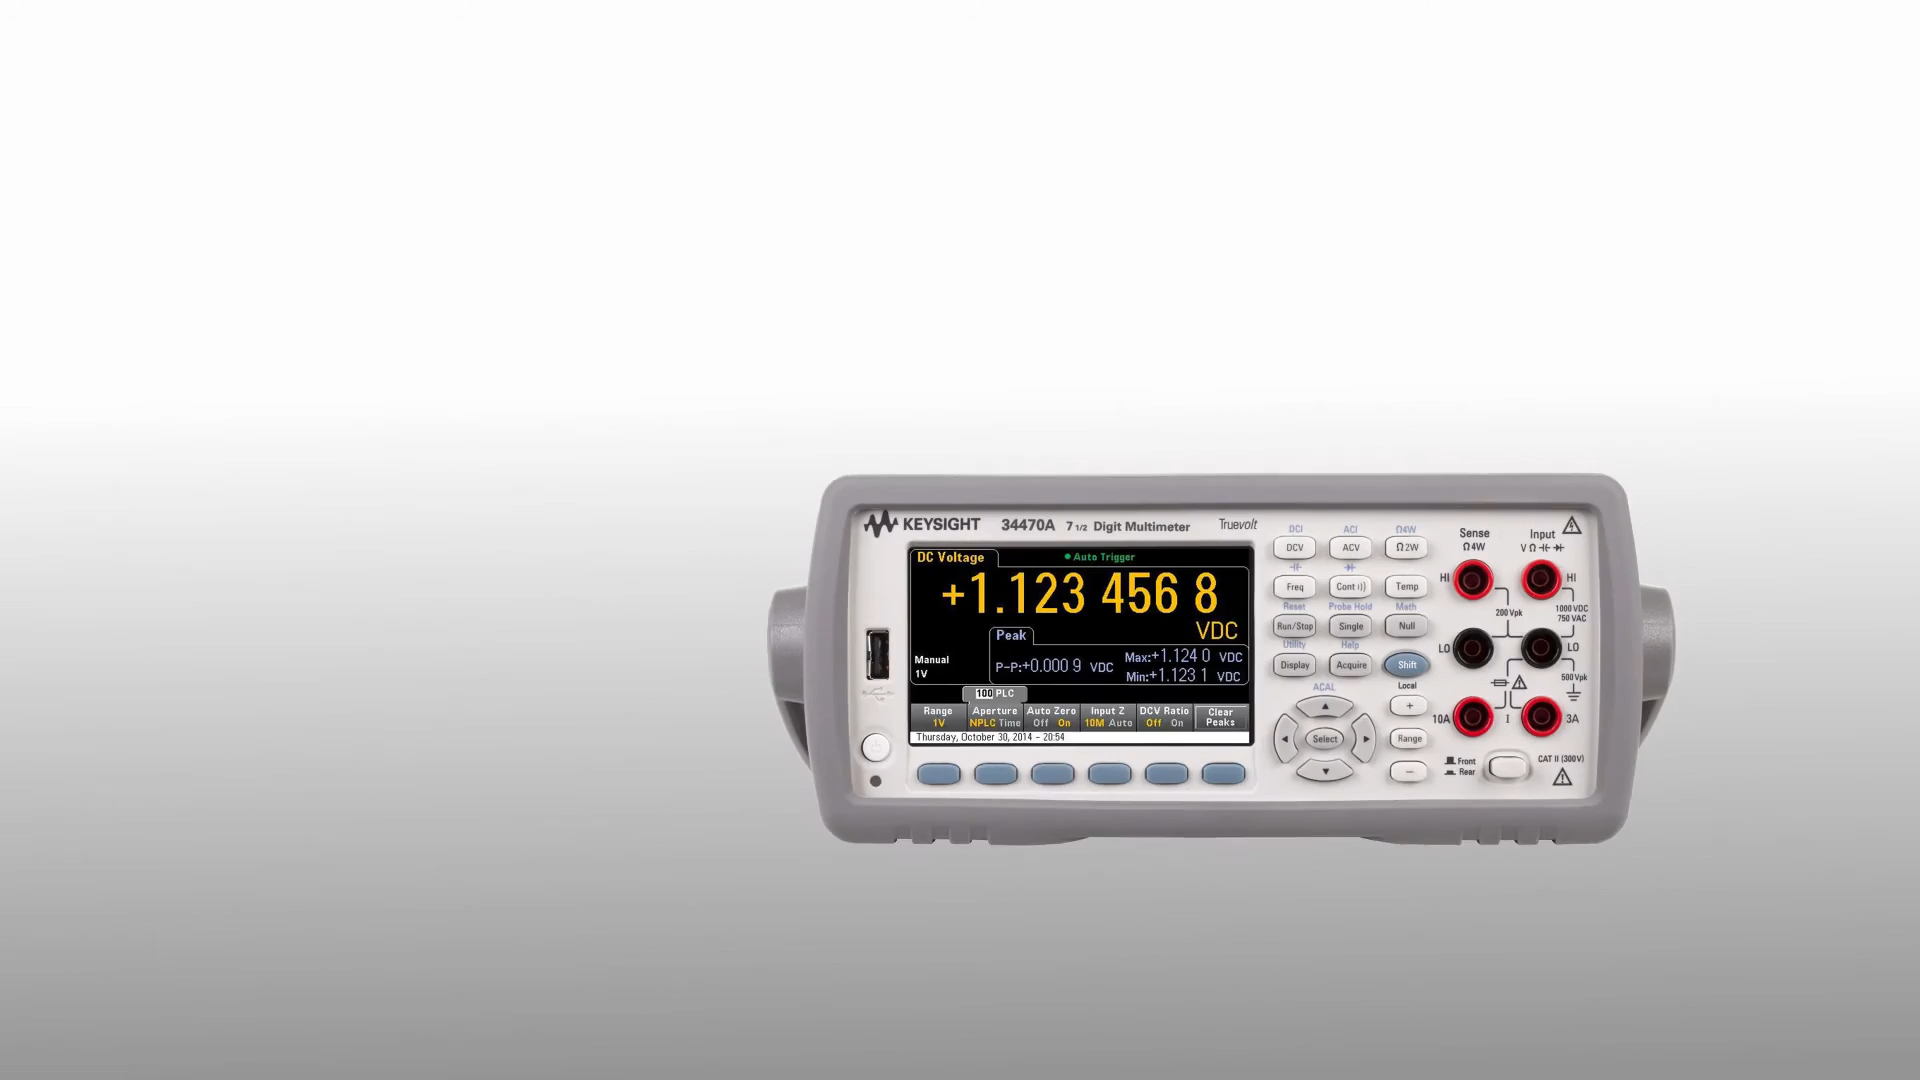 KEYSIGHT 34470A 7 1/2 Digit Multimeter Truevolt
DC Voltage
Auto Trigger
+1.123 456 8
VDC
Peak
P-P:+0.000 9 VDC
Max:+1.124 0 VDC
Min:+1.123 1 VDC
Manual
1V
100 PLC
Range
1V
Aperture
NPLC Time
Auto Zero
Off On
Input Z
10M Auto
DCV Ratio
Off On
Clear
Peaks
Thursday, October 30, 2014 - 20:54
DCI ACI Ω4W
DCV ACV Ω2W
Freq Cont Temp
Reset Probe Hold Math
Run/Stop Single Null
Utility Help
Display Acquire Shift
Local
ACAL
+
Select
Range
−
Sense
Ω4W
Input
V Ω
HI HI
200 Vpk
1000 VDC
750 VAC
LO LO
500 Vpk
10A I 3A
Front
Rear
CAT II (300V)